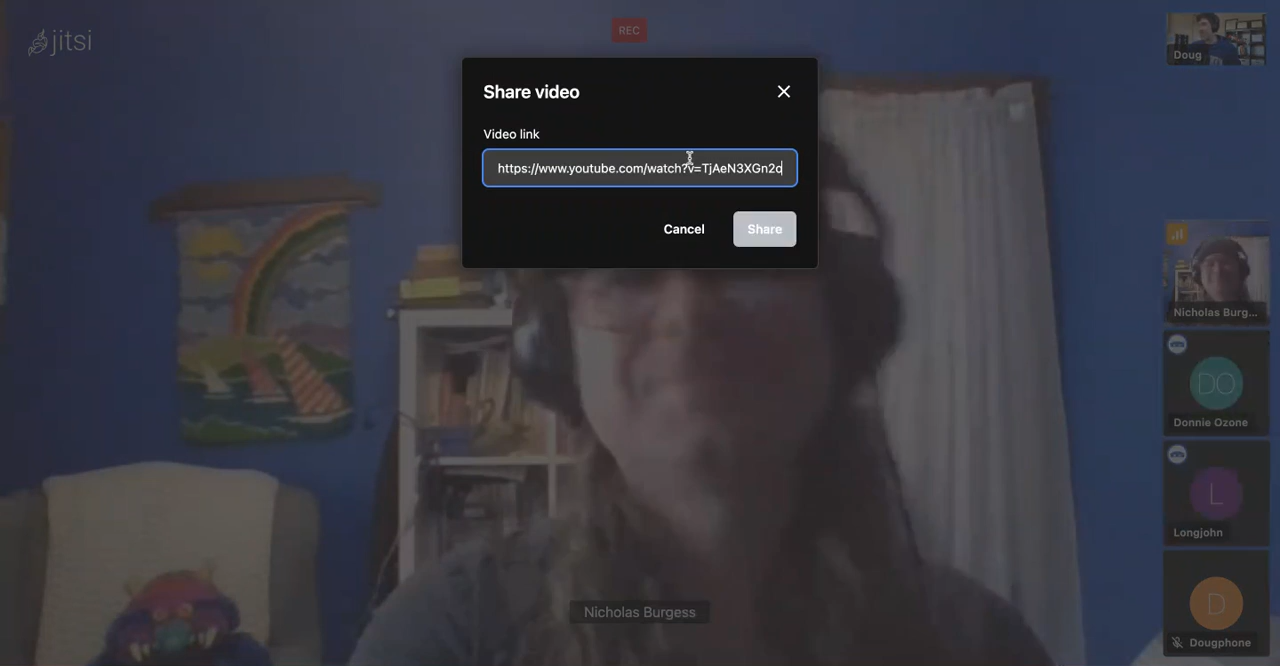 jitsi
REC
Doug
Share video
Video link
https://www.youtube.com/watch?v=TjAeN3XGn2c
Cancel
Share
Nicholas Burg...
DO
Donnie Ozone
L
Longjohn
D
Dougphone
Nicholas Burgess